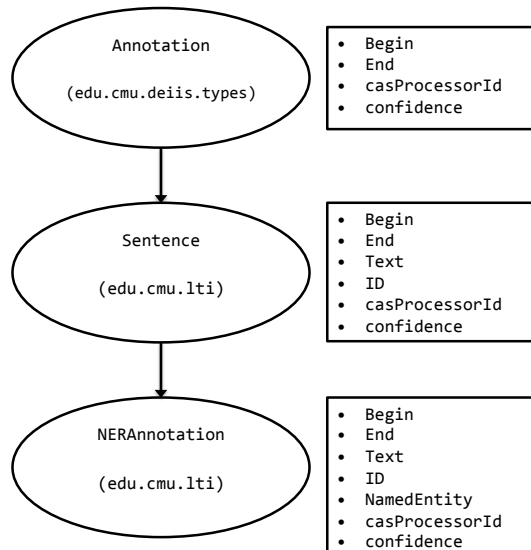 Annotation
(edu.cmu.deiis.types)
• Begin
• End
• casProcessorId
• confidence
Sentence
(edu.cmu.lti)
• Begin
• End
• Text
• ID
• casProcessorId
• confidence
NERAnnotation
(edu.cmu.lti)
• Begin
• End
• Text
• ID
• NamedEntity
• casProcessorId
• confidence